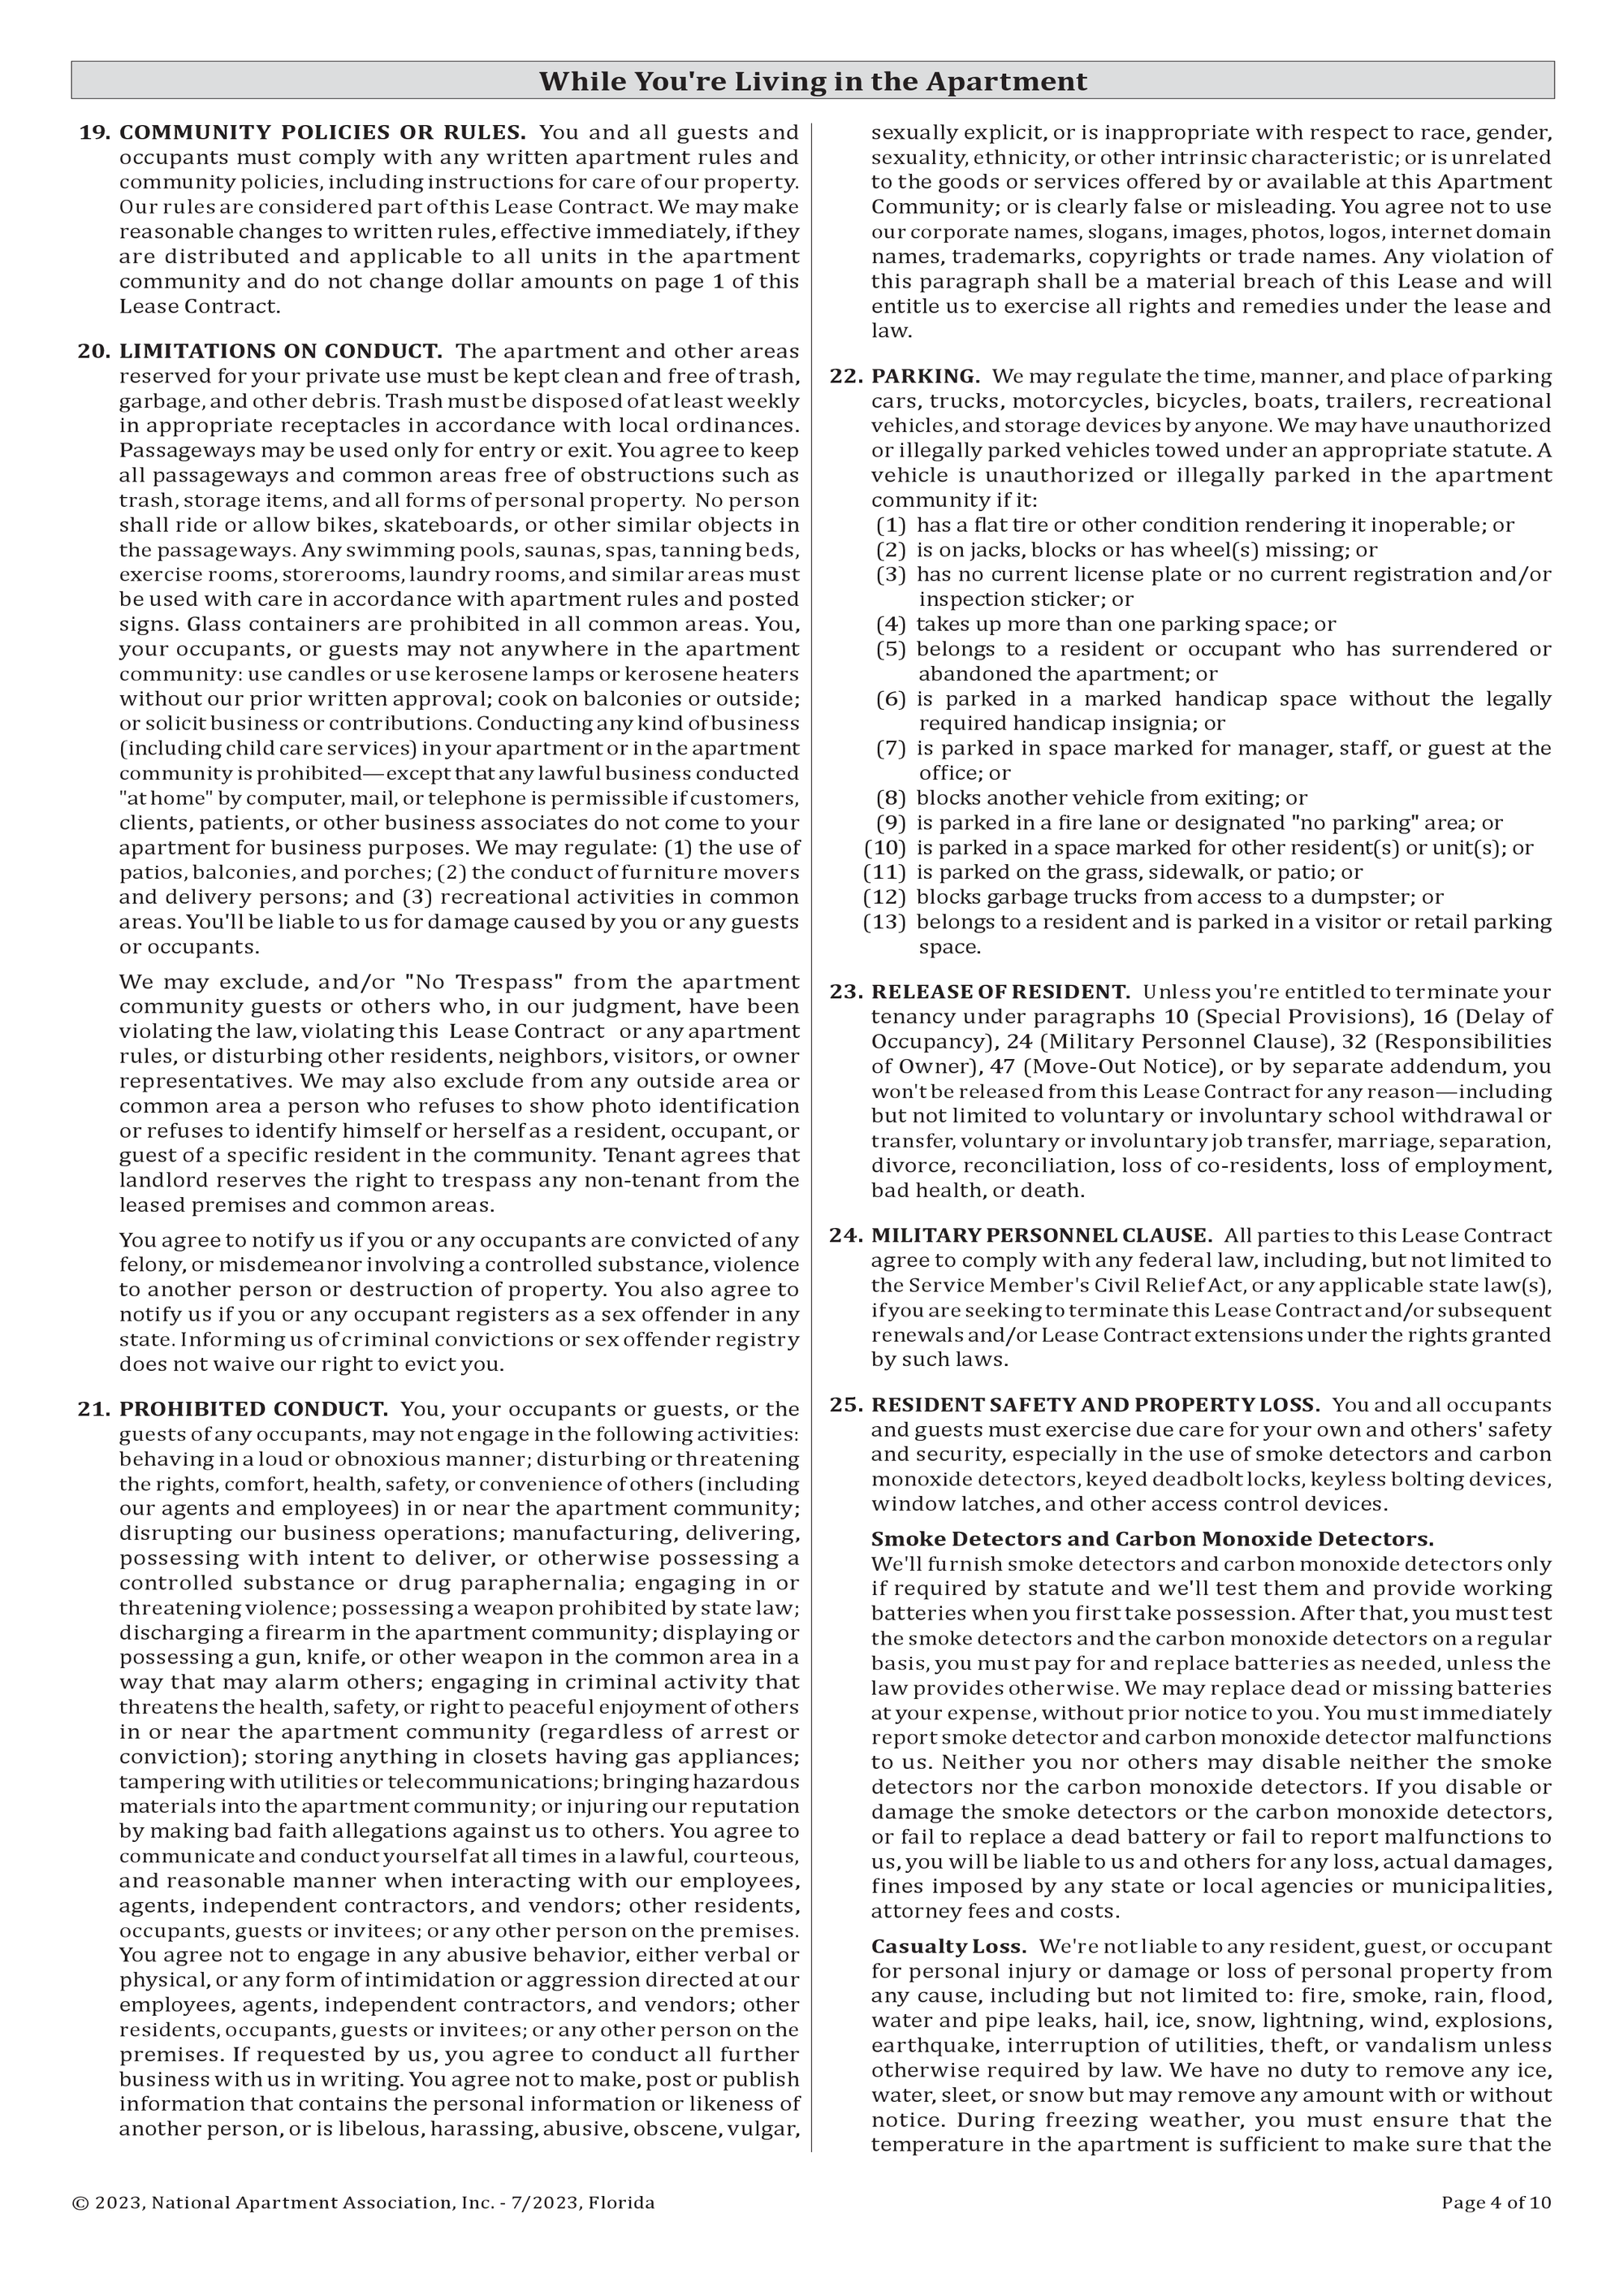 While You're Living in the Apartment
19. COMMUNITY POLICIES OR RULES. You and all guests and
occupants must comply with any written apartment rules and
community policies, including instructions for care of our property.
Our rules are considered part of this Lease Contract. We may make
reasonable changes to written rules, effective immediately, if they
are distributed and applicable to all units in the apartment
community and do not change dollar amounts on page 1 of this
Lease Contract.
20. LIMITATIONS ON CONDUCT. The apartment and other areas
reserved for your private use must be kept clean and free of trash,
garbage, and other debris. Trash must be disposed of at least weekly
in appropriate receptacles in accordance with local ordinances.
Passageways may be used only for entry or exit. You agree to keep
all passageways and common areas free of obstructions such as
trash, storage items, and all forms of personal property. No person
shall ride or allow bikes, skateboards, or other similar objects in
the passageways. Any swimming pools, saunas, spas, tanning beds,
exercise rooms, storerooms, laundry rooms, and similar areas must
be used with care in accordance with apartment rules and posted
signs. Glass containers are prohibited in all common areas. You,
your occupants, or guests may not anywhere in the apartment
community: use candles or use kerosene lamps or kerosene heaters
without our prior written approval; cook on balconies or outside;
or solicit business or contributions. Conducting any kind of business
(including child care services) in your apartment or in the apartment
community is prohibited—except that any lawful business conducted
"at home" by computer, mail, or telephone is permissible if customers,
clients, patients, or other business associates do not come to your
apartment for business purposes. We may regulate: (1) the use of
patios, balconies, and porches; (2) the conduct of furniture movers
and delivery persons; and (3) recreational activities in common
areas. You'll be liable to us for damage caused by you or any guests
or occupants.
We may exclude, and/or "No Trespass" from the apartment
community guests or others who, in our judgment, have been
violating the law, violating this Lease Contract or any apartment
rules, or disturbing other residents, neighbors, visitors, or owner
representatives. We may also exclude from any outside area or
common area a person who refuses to show photo identification
or refuses to identify himself or herself as a resident, occupant, or
guest of a specific resident in the community. Tenant agrees that
landlord reserves the right to trespass any non-tenant from the
leased premises and common areas.
You agree to notify us if you or any occupants are convicted of any
felony, or misdemeanor involving a controlled substance, violence
to another person or destruction of property. You also agree to
notify us if you or any occupant registers as a sex offender in any
state. Informing us of criminal convictions or sex offender registry
does not waive our right to evict you.
21. PROHIBITED CONDUCT. You, your occupants or guests, or the
guests of any occupants, may not engage in the following activities:
behaving in a loud or obnoxious manner; disturbing or threatening
the rights, comfort, health, safety, or convenience of others (including
our agents and employees) in or near the apartment community;
disrupting our business operations; manufacturing, delivering,
possessing with intent to deliver, or otherwise possessing a
controlled substance or drug paraphernalia; engaging in or
threatening violence; possessing a weapon prohibited by state law;
discharging a firearm in the apartment community; displaying or
possessing a gun, knife, or other weapon in the common area in a
way that may alarm others; engaging in criminal activity that
threatens the health, safety, or right to peaceful enjoyment of others
in or near the apartment community (regardless of arrest or
conviction); storing anything in closets having gas appliances;
tampering with utilities or telecommunications; bringing hazardous
materials into the apartment community; or injuring our reputation
by making bad faith allegations against us to others. You agree to
communicate and conduct yourself at all times in a lawful, courteous,
and reasonable manner when interacting with our employees,
agents, independent contractors, and vendors; other residents,
occupants, guests or invitees; or any other person on the premises.
You agree not to engage in any abusive behavior, either verbal or
physical, or any form of intimidation or aggression directed at our
employees, agents, independent contractors, and vendors; other
residents, occupants, guests or invitees; or any other person on the
premises. If requested by us, you agree to conduct all further
business with us in writing. You agree not to make, post or publish
information that contains the personal information or likeness of
another person, or is libelous, harassing, abusive, obscene, vulgar,
sexually explicit, or is inappropriate with respect to race, gender,
sexuality, ethnicity, or other intrinsic characteristic; or is unrelated
to the goods or services offered by or available at this Apartment
Community; or is clearly false or misleading. You agree not to use
our corporate names, slogans, images, photos, logos, internet domain
names, trademarks, copyrights or trade names. Any violation of
this paragraph shall be a material breach of this Lease and will
entitle us to exercise all rights and remedies under the lease and
law.
22. PARKING. We may regulate the time, manner, and place of parking
cars, trucks, motorcycles, bicycles, boats, trailers, recreational
vehicles, and storage devices by anyone. We may have unauthorized
or illegally parked vehicles towed under an appropriate statute. A
vehicle is unauthorized or illegally parked in the apartment
community if it:
(1) has a flat tire or other condition rendering it inoperable; or
(2) is on jacks, blocks or has wheel(s) missing; or
(3) has no current license plate or no current registration and/or
inspection sticker; or
(4) takes up more than one parking space; or
(5) belongs to a resident or occupant who has surrendered or
abandoned the apartment; or
(6) is parked in a marked handicap space without the legally
required handicap insignia; or
(7) is parked in space marked for manager, staff, or guest at the
office; or
(8) blocks another vehicle from exiting; or
(9) is parked in a fire lane or designated "no parking" area; or
(10) is parked in a space marked for other resident(s) or unit(s); or
(11) is parked on the grass, sidewalk, or patio; or
(12) blocks garbage trucks from access to a dumpster; or
(13) belongs to a resident and is parked in a visitor or retail parking
space.
23. RELEASE OF RESIDENT. Unless you're entitled to terminate your
tenancy under paragraphs 10 (Special Provisions), 16 (Delay of
Occupancy), 24 (Military Personnel Clause), 32 (Responsibilities
of Owner), 47 (Move-Out Notice), or by separate addendum, you
won't be released from this Lease Contract for any reason—including
but not limited to voluntary or involuntary school withdrawal or
transfer, voluntary or involuntary job transfer, marriage, separation,
divorce, reconciliation, loss of co-residents, loss of employment,
bad health, or death.
24. MILITARY PERSONNEL CLAUSE. All parties to this Lease Contract
agree to comply with any federal law, including, but not limited to
the Service Member's Civil Relief Act, or any applicable state law(s),
if you are seeking to terminate this Lease Contract and/or subsequent
renewals and/or Lease Contract extensions under the rights granted
by such laws.
25. RESIDENT SAFETY AND PROPERTY LOSS. You and all occupants
and guests must exercise due care for your own and others' safety
and security, especially in the use of smoke detectors and carbon
monoxide detectors, keyed deadbolt locks, keyless bolting devices,
window latches, and other access control devices.
Smoke Detectors and Carbon Monoxide Detectors.
We'll furnish smoke detectors and carbon monoxide detectors only
if required by statute and we'll test them and provide working
batteries when you first take possession. After that, you must test
the smoke detectors and the carbon monoxide detectors on a regular
basis, you must pay for and replace batteries as needed, unless the
law provides otherwise. We may replace dead or missing batteries
at your expense, without prior notice to you. You must immediately
report smoke detector and carbon monoxide detector malfunctions
to us. Neither you nor others may disable neither the smoke
detectors nor the carbon monoxide detectors. If you disable or
damage the smoke detectors or the carbon monoxide detectors,
or fail to replace a dead battery or fail to report malfunctions to
us, you will be liable to us and others for any loss, actual damages,
fines imposed by any state or local agencies or municipalities,
attorney fees and costs.
Casualty Loss. We're not liable to any resident, guest, or occupant
for personal injury or damage or loss of personal property from
any cause, including but not limited to: fire, smoke, rain, flood,
water and pipe leaks, hail, ice, snow, lightning, wind, explosions,
earthquake, interruption of utilities, theft, or vandalism unless
otherwise required by law. We have no duty to remove any ice,
water, sleet, or snow but may remove any amount with or without
notice. During freezing weather, you must ensure that the
temperature in the apartment is sufficient to make sure that the
© 2023, National Apartment Association, Inc. - 7/2023, Florida
Page 4 of 10